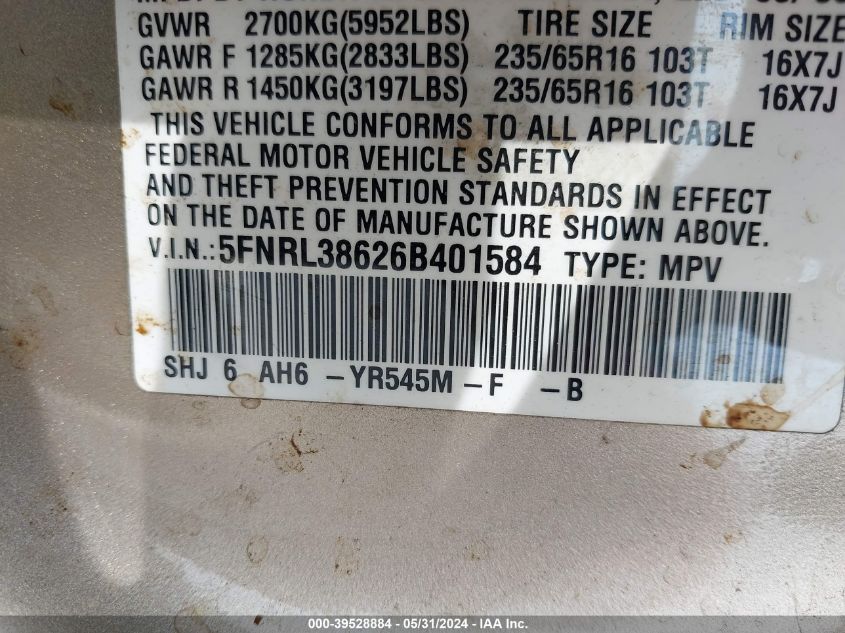 GVWR 2700KG(5952LBS) TIRE SIZE RIM SIZE
GAWR F 1285KG(2833LBS) 235/65R16 103T 16X7J
GAWR R 1450KG(3197LBS) 235/65R16 103T 16X7J
THIS VEHICLE CONFORMS TO ALL APPLICABLE
FEDERAL MOTOR VEHICLE SAFETY
AND THEFT PREVENTION STANDARDS IN EFFECT
ON THE DATE OF MANUFACTURE SHOWN ABOVE.
V.I.N.: 5FNRL38626B401584 TYPE: MPV
SHJ 6 AH6 -YR545M -F -B
000-39528884 - 05/31/2024 - YTSNA